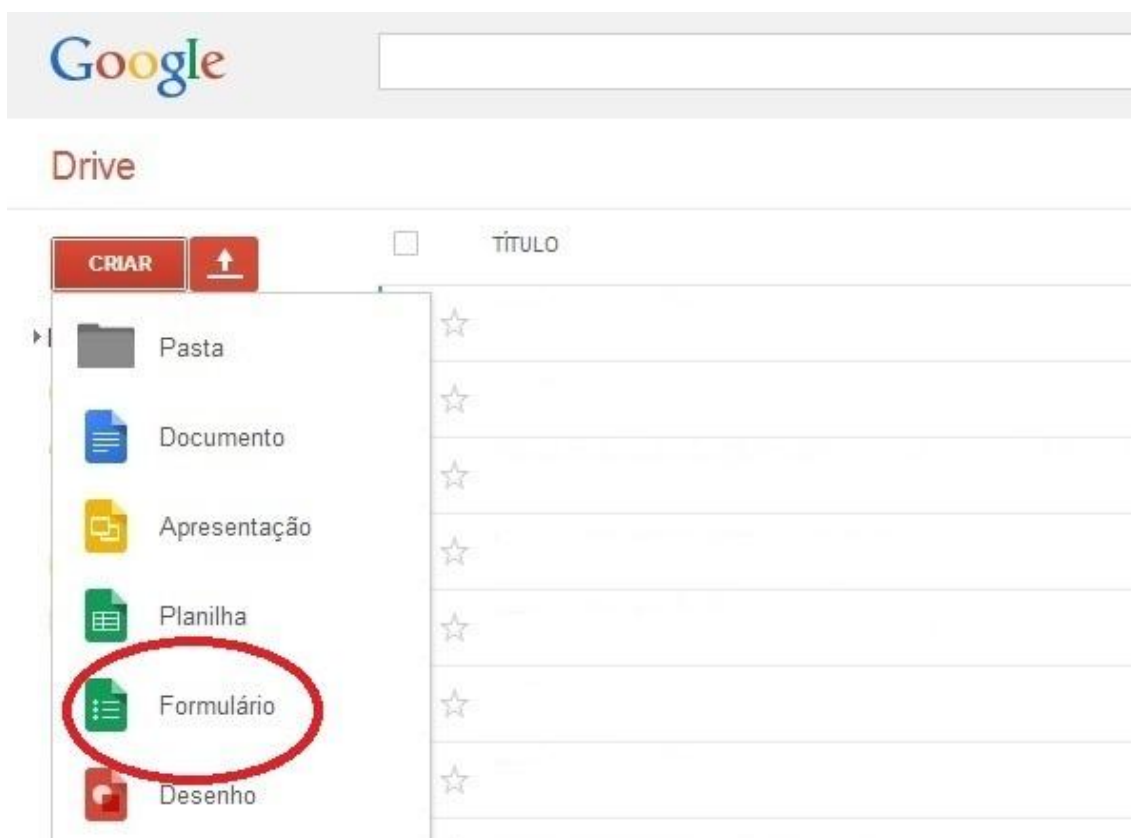 Google
Drive
CRIAR
TÍTULO
Pasta
Documento
Apresentação
Planilha
Formulário
Desenho